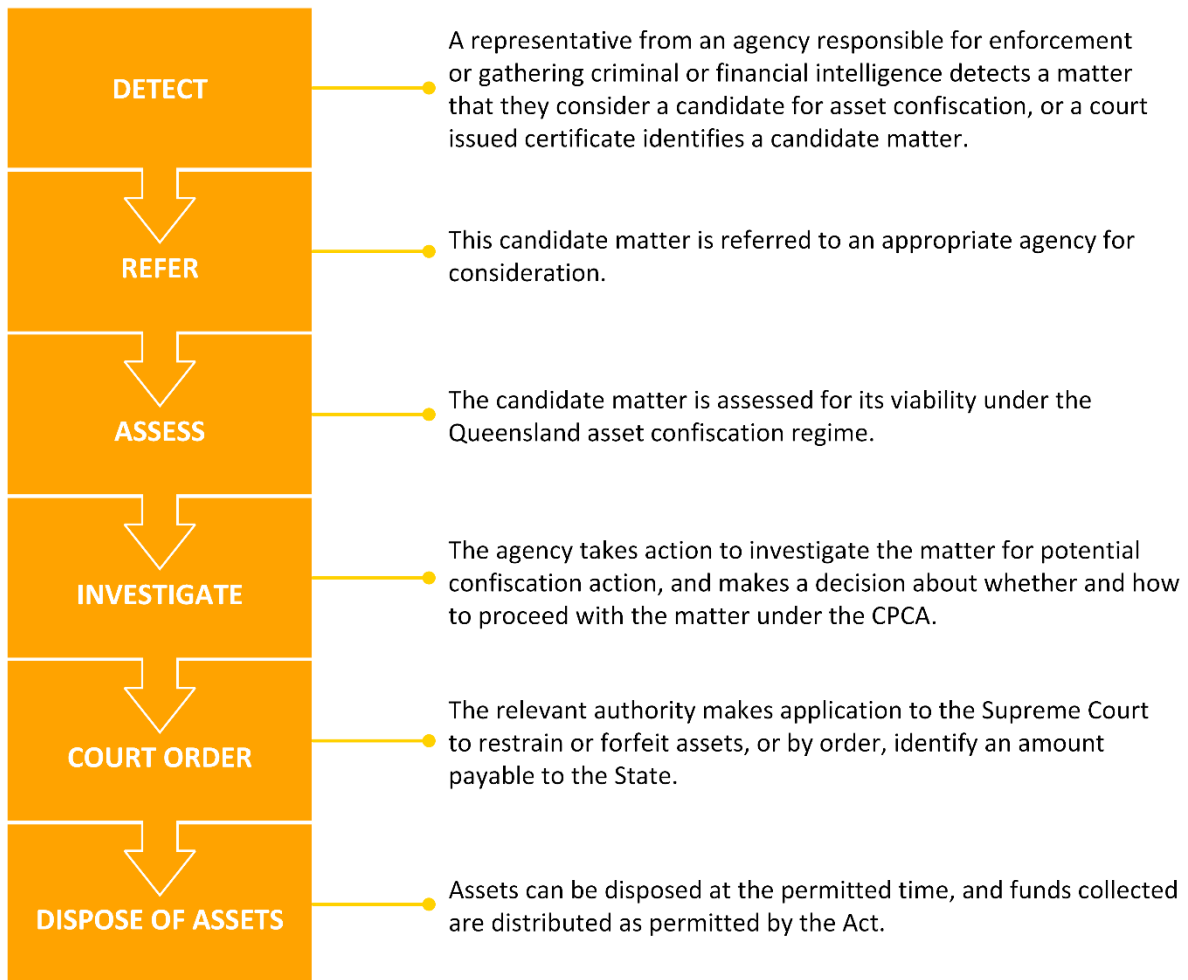 DETECT
A representative from an agency responsible for enforcement
or gathering criminal or financial intelligence detects a matter
that they consider a candidate for asset confiscation, or a court
issued certificate identifies a candidate matter.
REFER
This candidate matter is referred to an appropriate agency for
consideration.
ASSESS
The candidate matter is assessed for its viability under the
Queensland asset confiscation regime.
INVESTIGATE
The agency takes action to investigate the matter for potential
confiscation action, and makes a decision about whether and how
to proceed with the matter under the CPCA.
COURT ORDER
The relevant authority makes application to the Supreme Court
to restrain or forfeit assets, or by order, identify an amount
payable to the State.
DISPOSE OF ASSETS
Assets can be disposed at the permitted time, and funds collected
are distributed as permitted by the Act.